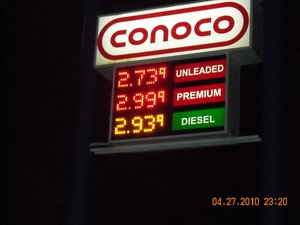 conoco
2.73⁹ UNLEADED
2.99⁹ PREMIUM
2.93⁹ DIESEL
04.27.2010 23:20